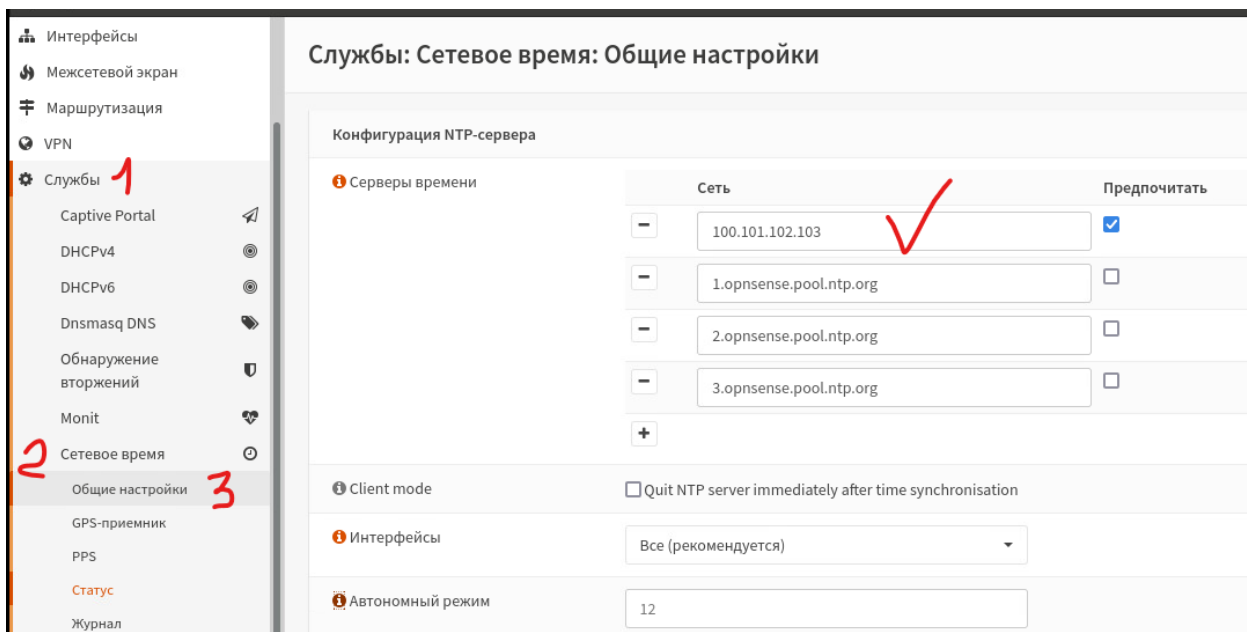 Интерфейсы
Межсетевой экран
Маршрутизация
VPN
Службы 1
Captive Portal
DHCPv4
DHCPv6
Dnsmasq DNS
Обнаружение
вторжений
Monit
2 Сетевое время
Общие настройки 3
GPS-приемник
PPS
Статус
Журнал
Службы: Сетевое время: Общие настройки
Конфигурация NTP-сервера
Серверы времени
Сеть Предпочитать
100.101.102.103
1.opnsense.pool.ntp.org
2.opnsense.pool.ntp.org
3.opnsense.pool.ntp.org
Client mode Quit NTP server immediately after time synchronisation
Интерфейсы Все (рекомендуется)
Автономный режим 12